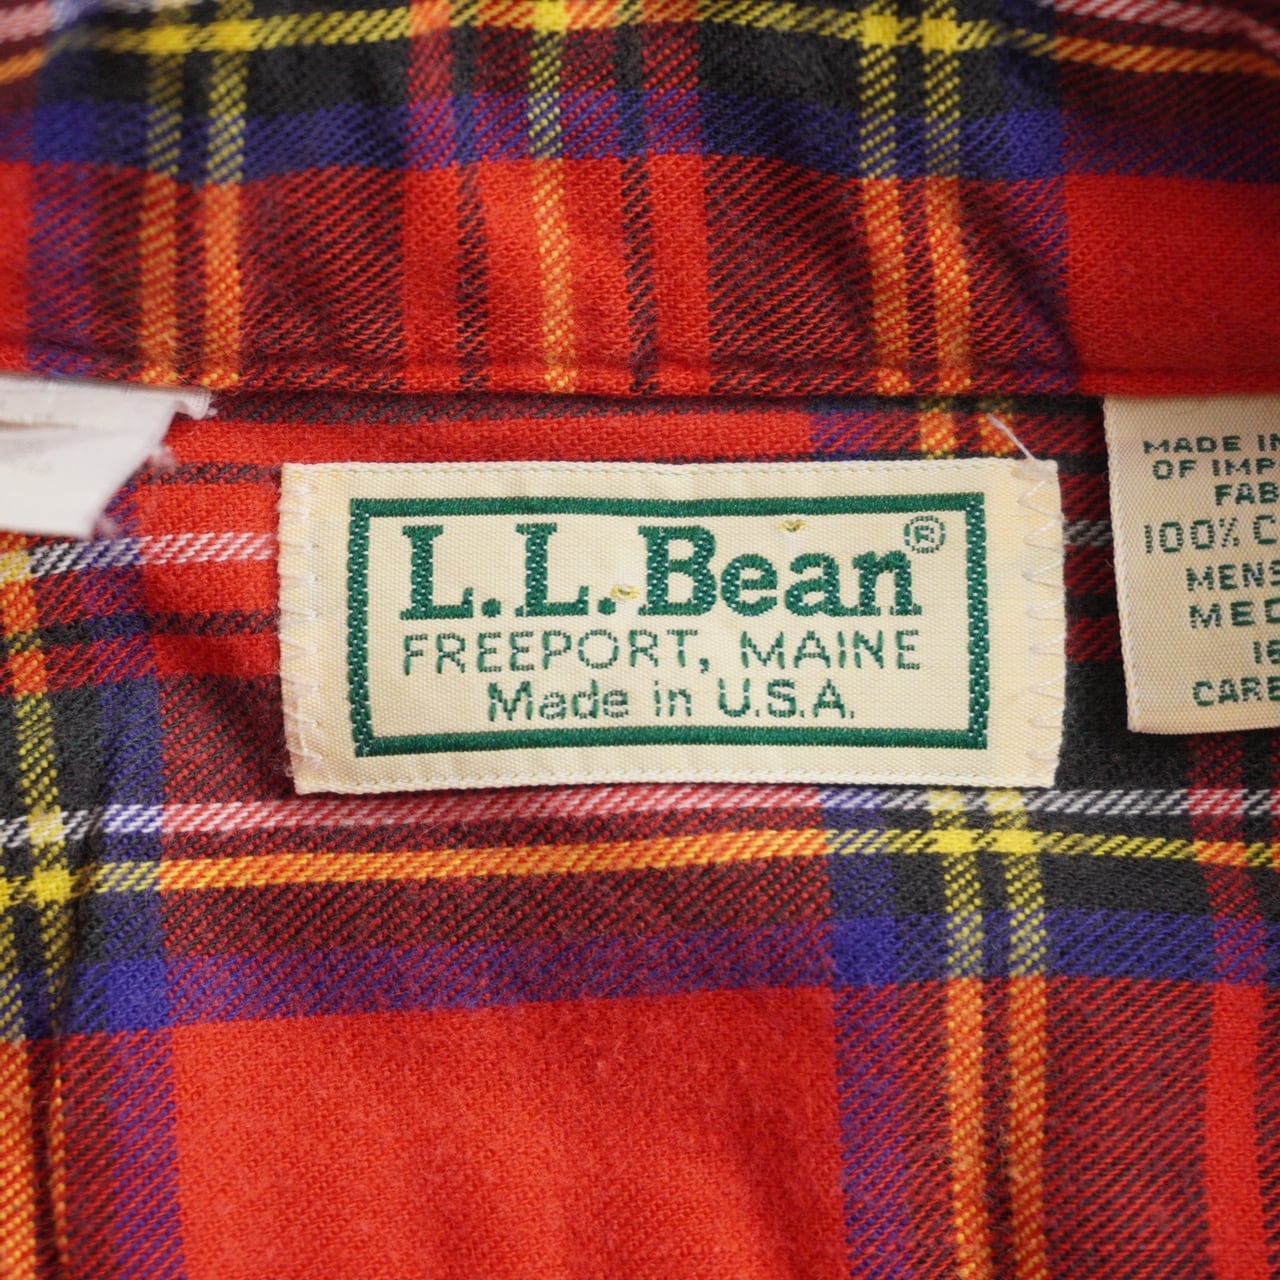 L.L.Bean®
FREEPORT, MAINE
Made in U.S.A.
MADE IN
OF IMP
FAB
100% C
MENS
MED
CARE